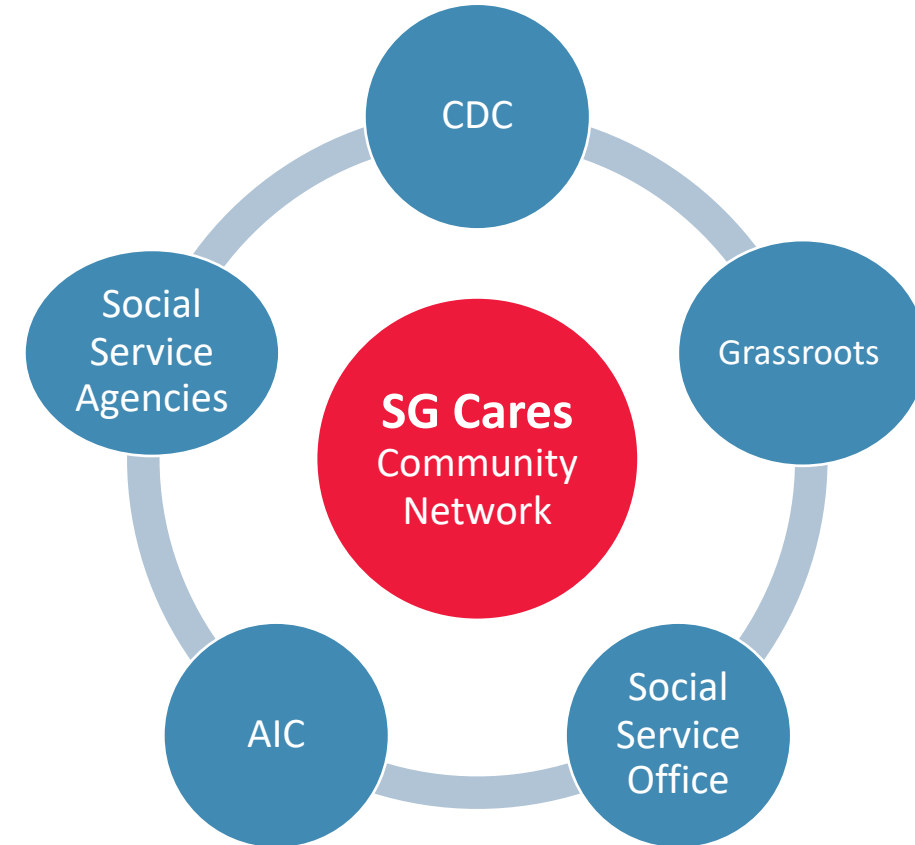 CDC
Social
Service
Agencies
Grassroots
SG Cares
Community
Network
AIC
Social
Service
Office